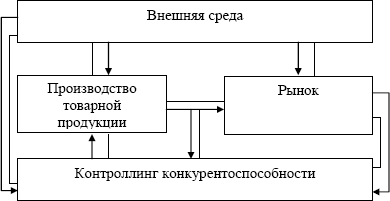 Внешняя среда
Производство
товарной
продукции
Рынок
Контроллинг конкурентоспособности